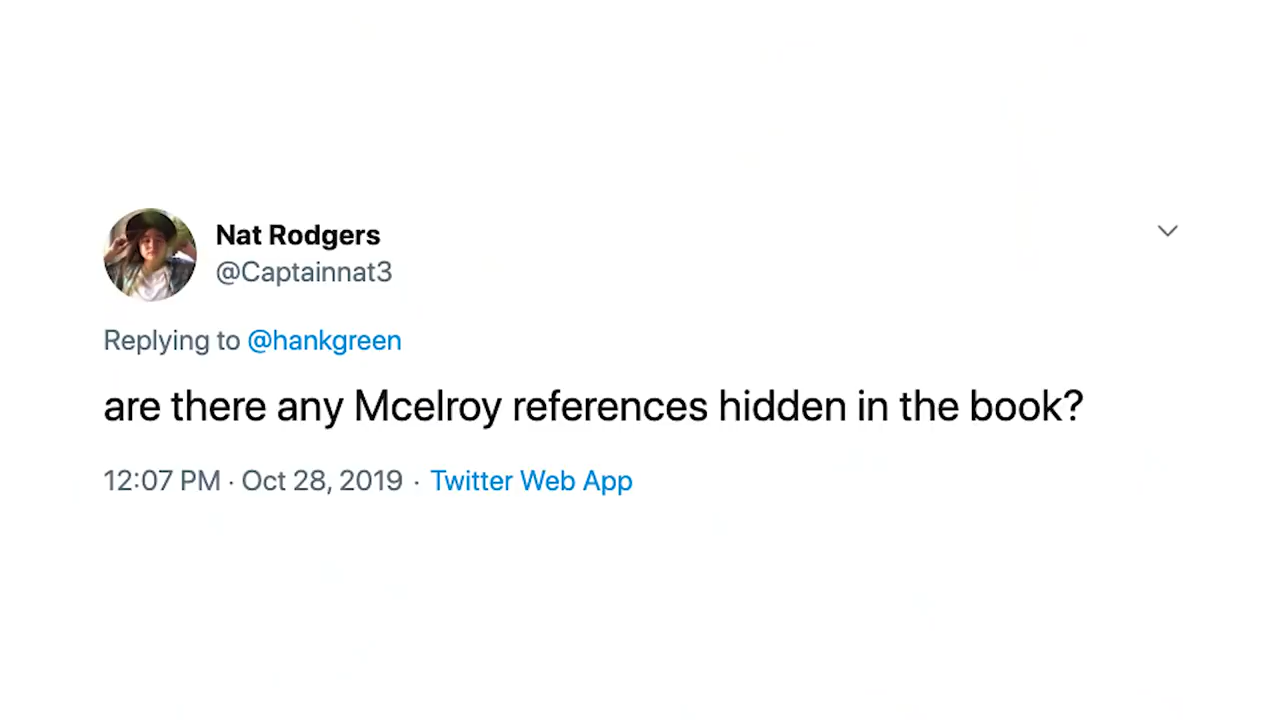 Nat Rodgers
@Captainnat3
Replying to @hankgreen
are there any Mcelroy references hidden in the book?
12:07 PM · Oct 28, 2019 · Twitter Web App